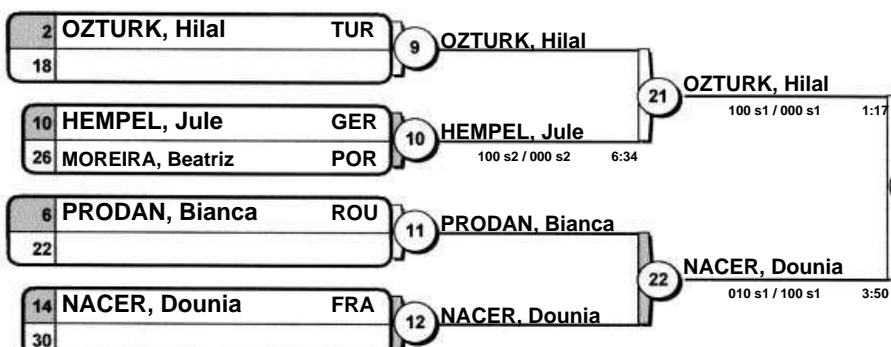 2 OZTURK, Hilal TUR
18
9 OZTURK, Hilal
10 HEMPEL, Jule GER
26 MOREIRA, Beatriz POR
10 HEMPEL, Jule
100 s2 / 000 s2 6:34
21 OZTURK, Hilal
100 s1 / 000 s1 1:17
6 PRODAN, Bianca ROU
22
11 PRODAN, Bianca
14 NACER, Dounia FRA
30
12 NACER, Dounia
22 NACER, Dounia
010 s1 / 100 s1 3:50